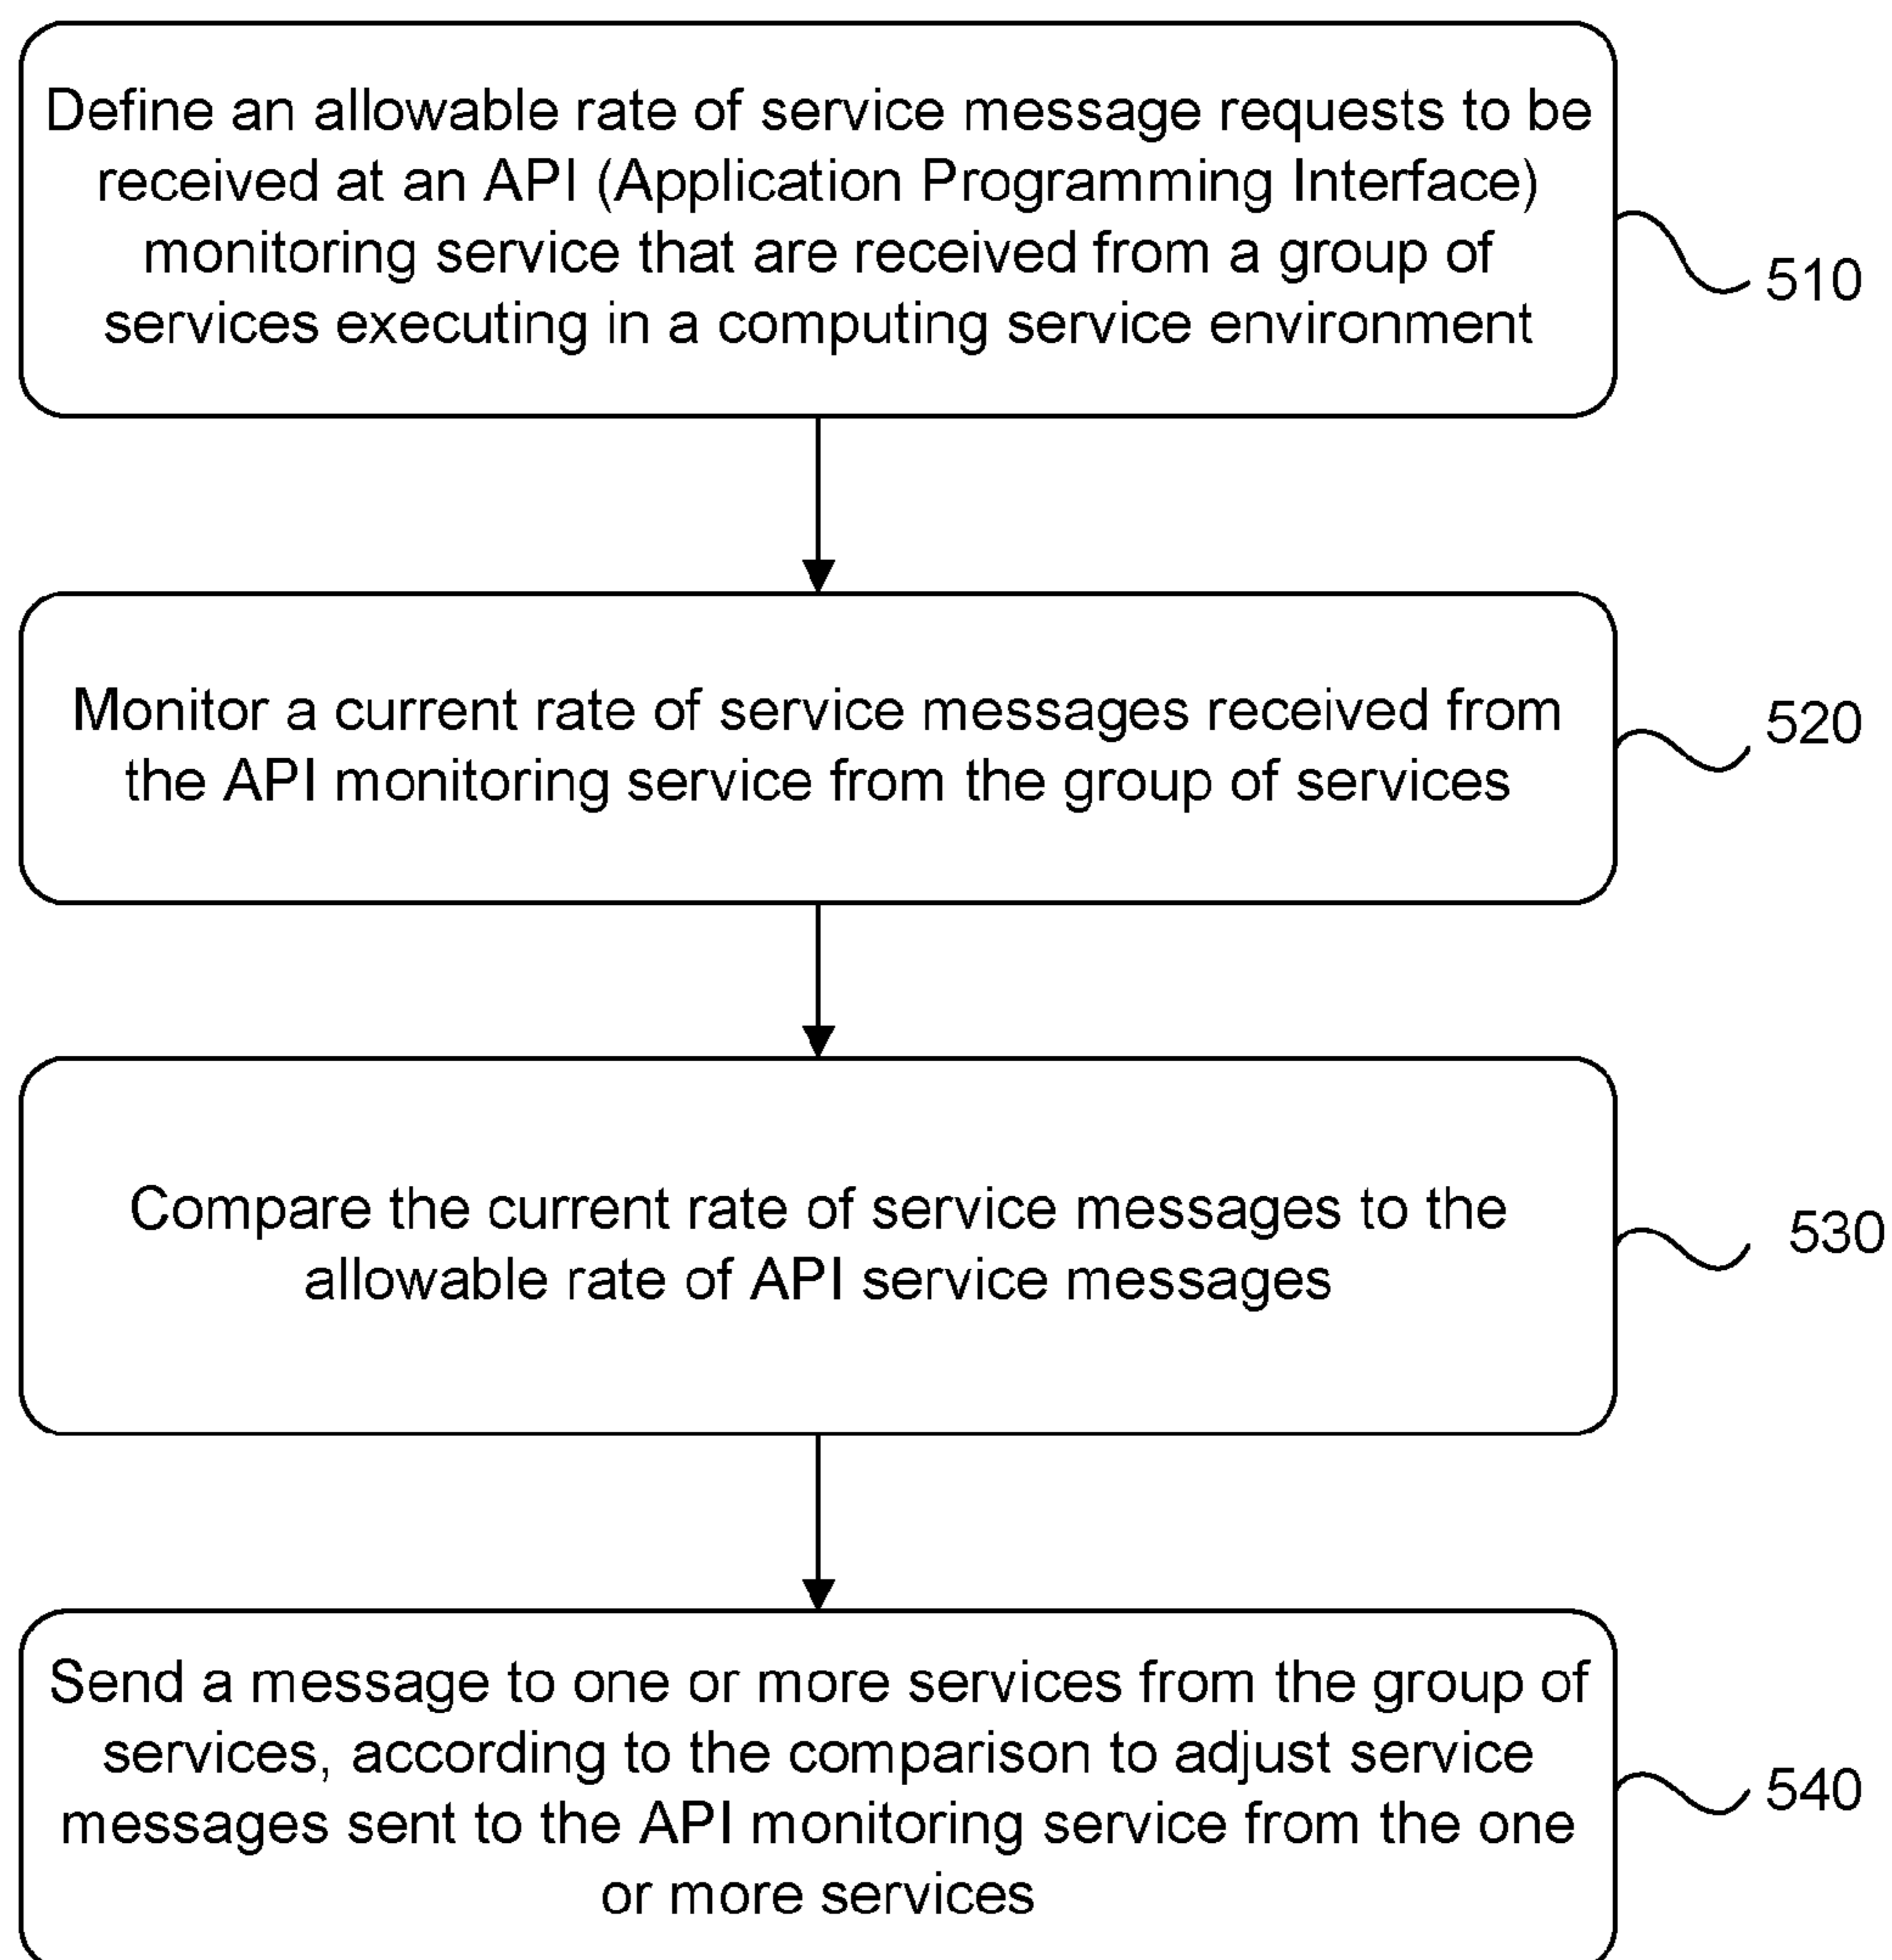 Define an allowable rate of service message requests to be
received at an API (Application Programming Interface)
monitoring service that are received from a group of
services executing in a computing service environment
510
Monitor a current rate of service messages received from
the API monitoring service from the group of services
520
Compare the current rate of service messages to the
allowable rate of API service messages
530
Send a message to one or more services from the group of
services, according to the comparison to adjust service
messages sent to the API monitoring service from the one
or more services
540